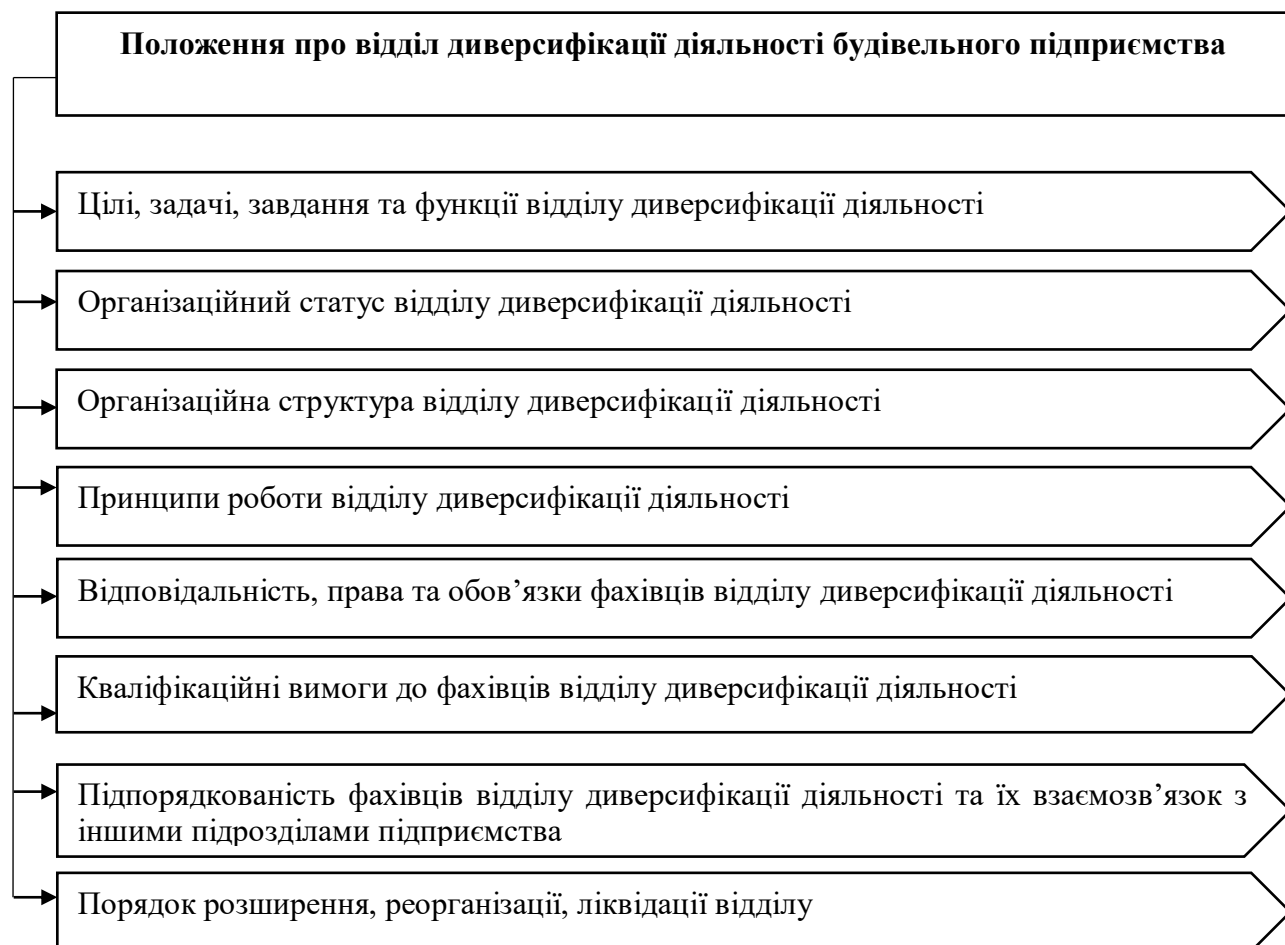 Положення про відділ диверсифікації діяльності будівельного підприємства
Цілі, задачі, завдання та функції відділу диверсифікації діяльності
Організаційний статус відділу диверсифікації діяльності
Організаційна структура відділу диверсифікації діяльності
Принципи роботи відділу диверсифікації діяльності
Відповідальність, права та обов’язки фахівців відділу диверсифікації діяльності
Кваліфікаційні вимоги до фахівців відділу диверсифікації діяльності
Підпорядкованість фахівців відділу диверсифікації діяльності та їх взаємозв’язок з
іншими підрозділами підприємства
Порядок розширення, реорганізації, ліквідації відділу